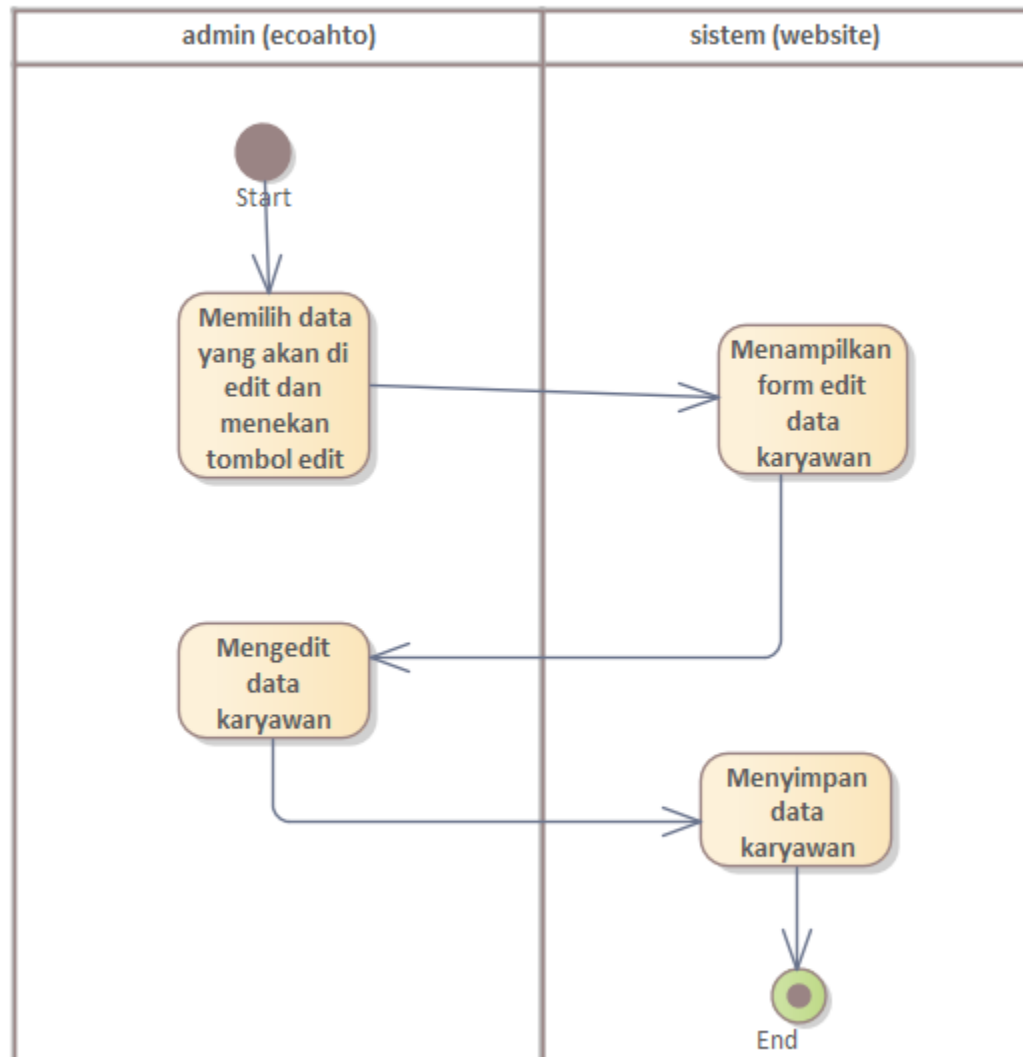 admin (ecoahto)
sistem (website)
Start
Memilih data
yang akan di
edit dan
menekan
tombol edit
Menampilkan
form edit
data
karyawan
Mengedit
data
karyawan
Menyimpan
data
karyawan
End